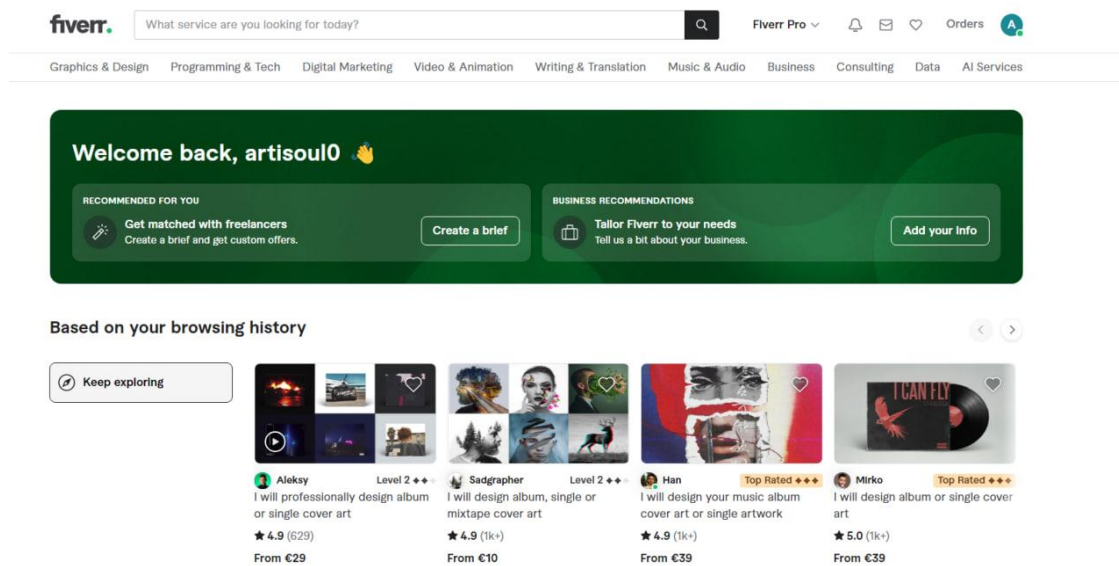 fiverr.
What service are you looking for today?
Fiverr Pro
Orders
A
Graphics & Design
Programming & Tech
Digital Marketing
Video & Animation
Writing & Translation
Music & Audio
Business
Consulting
Data
AI Services
Welcome back, artisoul0
RECOMMENDED FOR YOU
Get matched with freelancers
Create a brief and get custom offers.
Create a brief
BUSINESS RECOMMENDATIONS
Tailor Fiverr to your needs
Tell us a bit about your business.
Add your info
Based on your browsing history
Keep exploring
Aleksy
Level 2
I will professionally design album
or single cover art
4.9 (629)
From €29
Sadgrapher
Level 2
I will design album, single or
mixtape cover art
4.9 (1k+)
From €10
Han
Top Rated
I will design your music album
cover art or single artwork
4.9 (1k+)
From €39
I CAN FLY
Mirko
Top Rated
I will design album or single cover
art
5.0 (1k+)
From €39